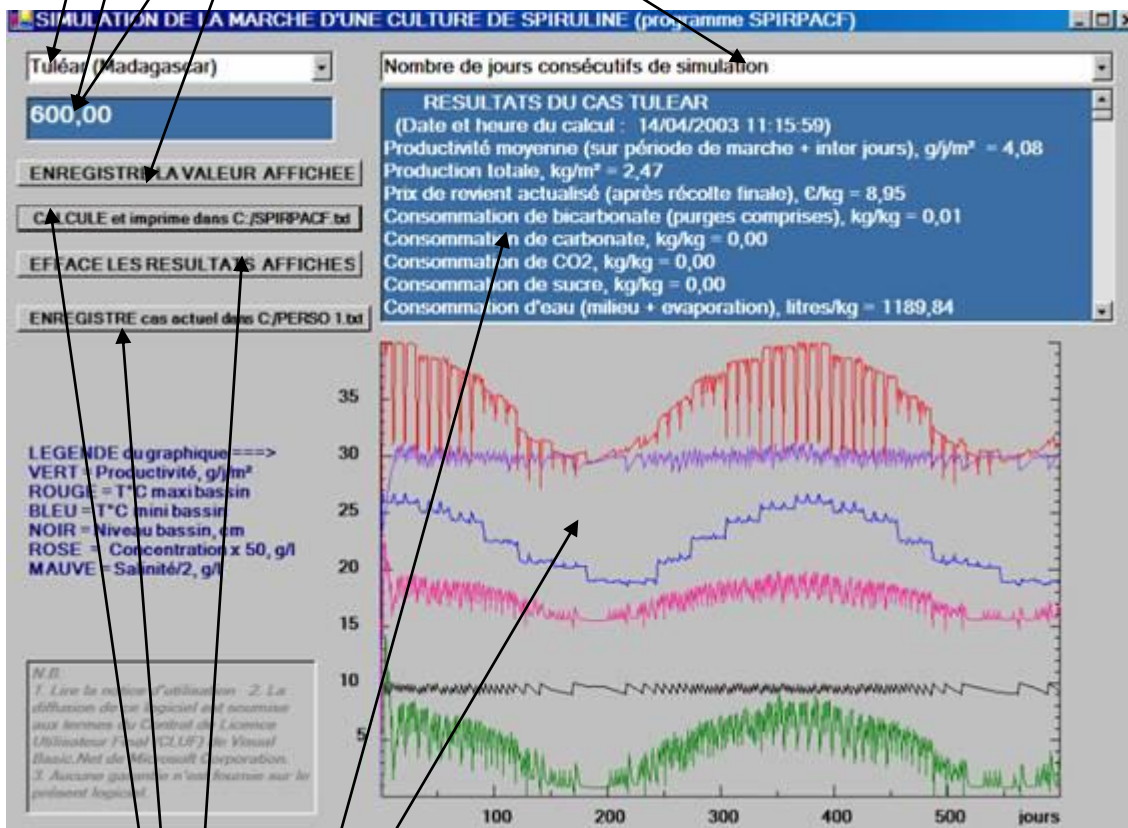 SIMULATION DE LA MARCHE D'UNE CULTURE DE SPIRULINE (programme SPIRPACF)
Tuléar (Madagascar)
Nombre de jours consécutifs de simulation
600,00
RESULTATS DU CAS TULEAR
(Date et heure du calcul : 14/04/2003 11:15:59)
Productivité moyenne (sur période de marche + inter jours), g/j/m² = 4,08
Production totale, kg/m² = 2,47
Prix de revient actualisé (après récolte finale), €/kg = 8,95
Consommation de bicarbonate (purges comprises), kg/kg = 0,01
Consommation de carbonate, kg/kg = 0,00
Consommation de CO2, kg/kg = 0,00
Consommation de sucre, kg/kg = 0,00
Consommation d'eau (milieu + evaporation), litres/kg = 1189,84
ENREGISTRE LA VALEUR AFFICHEE
CALCULE et imprime dans C:/SPIRPACF.txt
EFFACE LES RESULTATS AFFICHES
ENREGISTRE cas actuel dans C:/PERSO 1.txt
LEGENDE du graphique ===>
VERT = Productivité, g/j/m²
ROUGE = T°C maxi bassin
BLEU = T°C mini bassin
NOIR = Niveau bassin, cm
ROSE = Concentration x 50, g/l
MAUVE = Salinité/2, g/l
N.B.
1. Lire la notice d'utilisation 2. La
diffusion de ce logiciel est soumise
aux termes du Contrat de Licence
Utilisateur Final (CLUF) de Visual
Basic.Net de Microsoft Corporation.
3. Aucune garantie n'est fournie sur le
présent logiciel.
35
30
25
20
15
10
5
100 200 300 400 500 jours